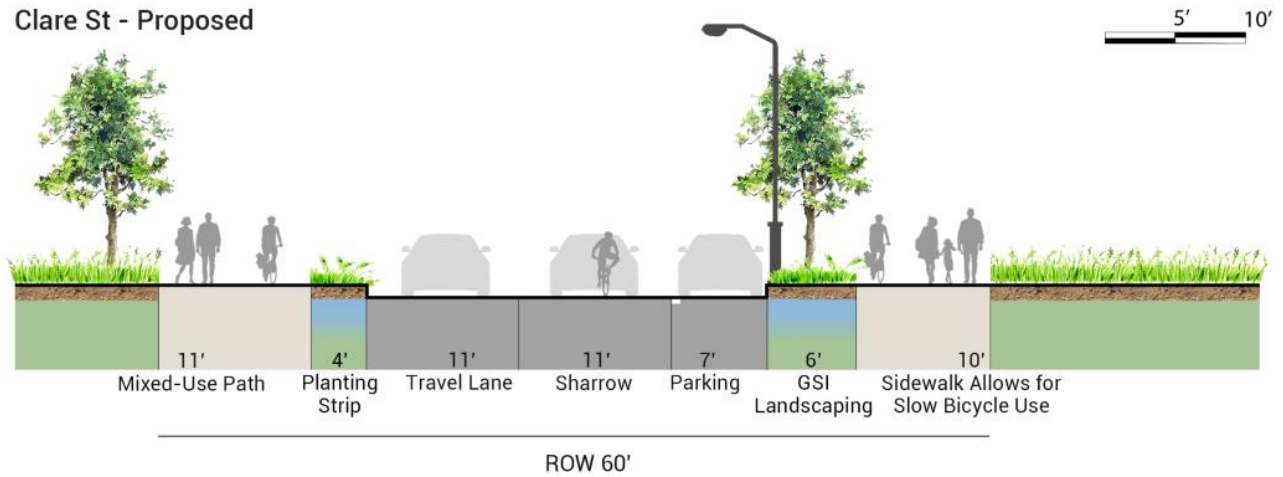 Clare St - Proposed
5' 10'
11' 4' 11' 11' 7' 6' 10'
Mixed-Use Path
Planting
Strip
Travel Lane
Sharrow
Parking
GSI
Landscaping
Sidewalk Allows for
Slow Bicycle Use
ROW 60'